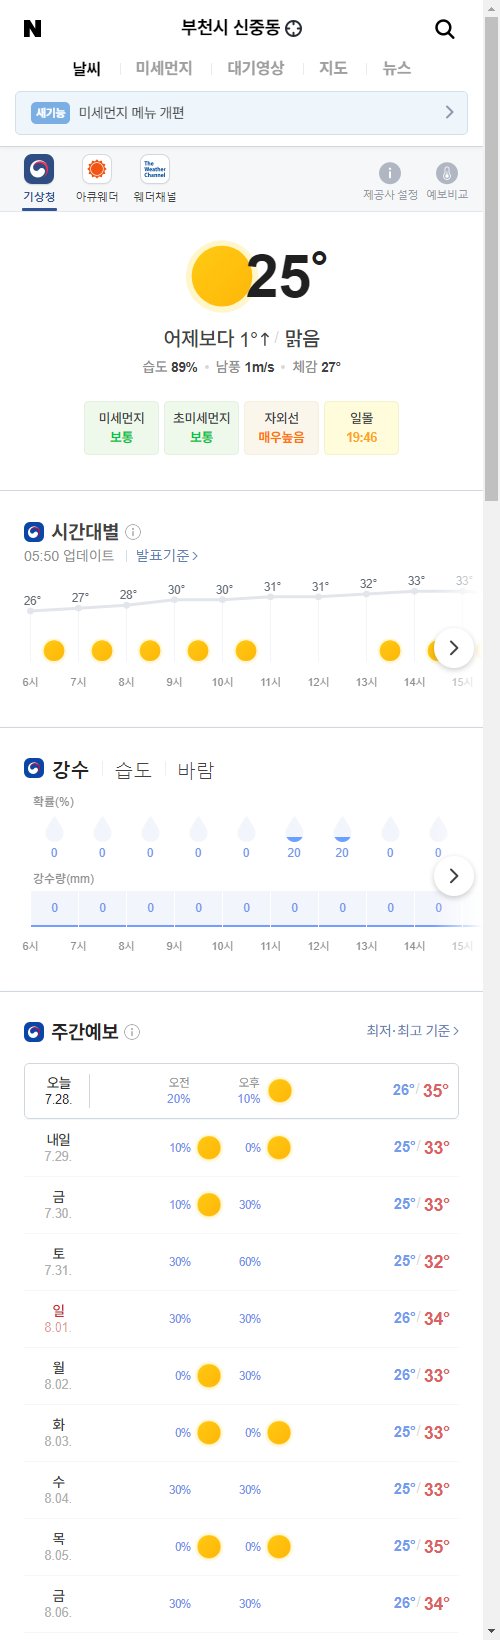 N
부천시 신중동
날씨 미세먼지 대기영상 지도 뉴스
새기능 미세먼지 메뉴 개편
The Weather Channel
기상청 아큐웨더 웨더채널 제공사 설정 예보비교
25°
어제보다 1°↑ / 맑음
습도 89% 남풍 1m/s 체감 27°
미세먼지 초미세먼지 자외선 일몰
보통 보통 매우높음 19:46
시간대별
05:50 업데이트 발표기준
26° 27° 28° 30° 30° 31° 31° 32° 33° 33°
6시 7시 8시 9시 10시 11시 12시 13시 14시 15시
강수 습도 바람
확률(%)
0 0 0 0 0 20 20 0 0
강수량(mm)
0 0 0 0 0 0 0 0 0
6시 7시 8시 9시 10시 11시 12시 13시 14시 15시
주간예보 최저·최고 기준
오늘 오전 오후
7.28. 20% 10% 26° / 35°
내일
7.29. 10% 0% 25° / 33°
금
7.30. 10% 30% 25° / 33°
토
7.31. 30% 60% 25° / 32°
일
8.01. 30% 30% 26° / 34°
월
8.02. 0% 30% 26° / 33°
화
8.03. 0% 0% 25° / 33°
수
8.04. 30% 30% 25° / 33°
목
8.05. 0% 0% 25° / 35°
금
8.06. 30% 30% 26° / 34°